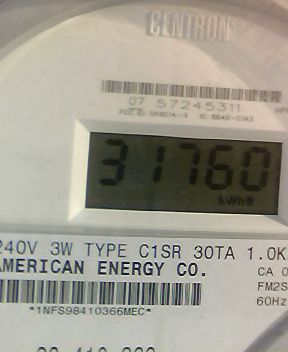 CENTRON®
07 57245311
31760
kWh
240V 3W TYPE C1SR 30TA 1.0K
AMERICAN ENERGY CO.
CA 0
FM2S
60Hz
*1NFS98410366MEC*